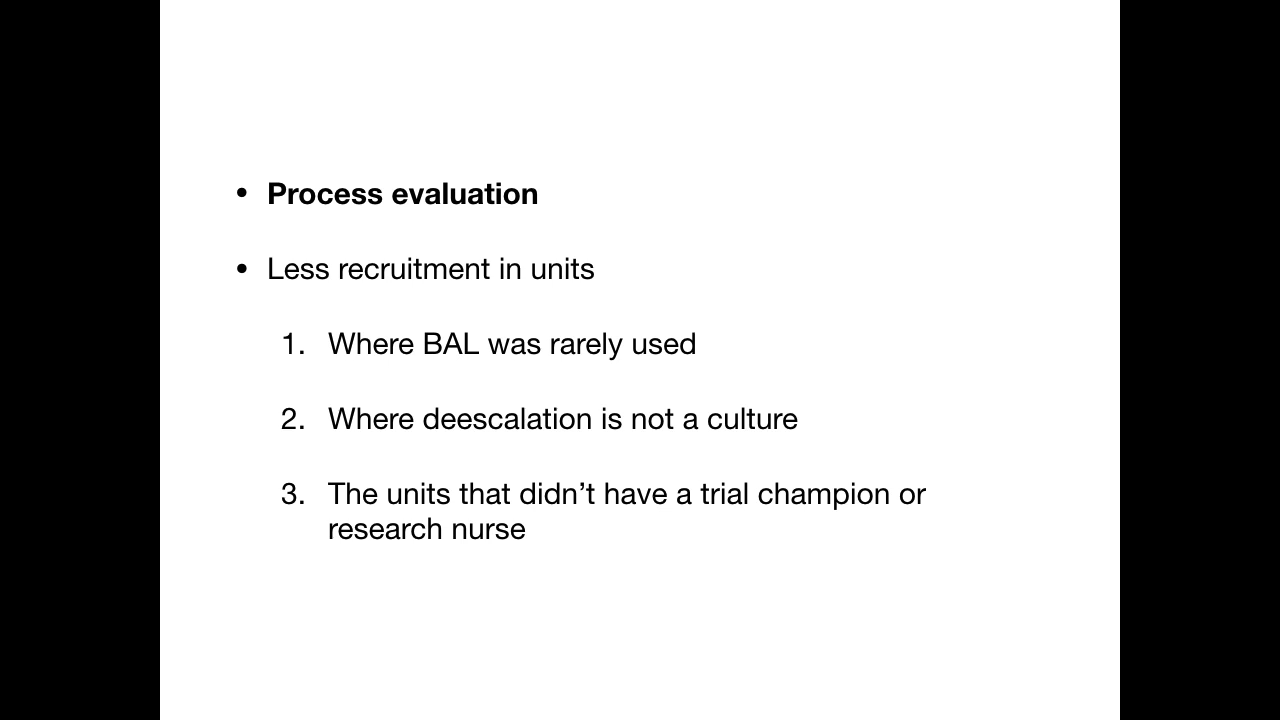 • Process evaluation
• Less recruitment in units
1. Where BAL was rarely used
2. Where deescalation is not a culture
3. The units that didn’t have a trial champion or
research nurse